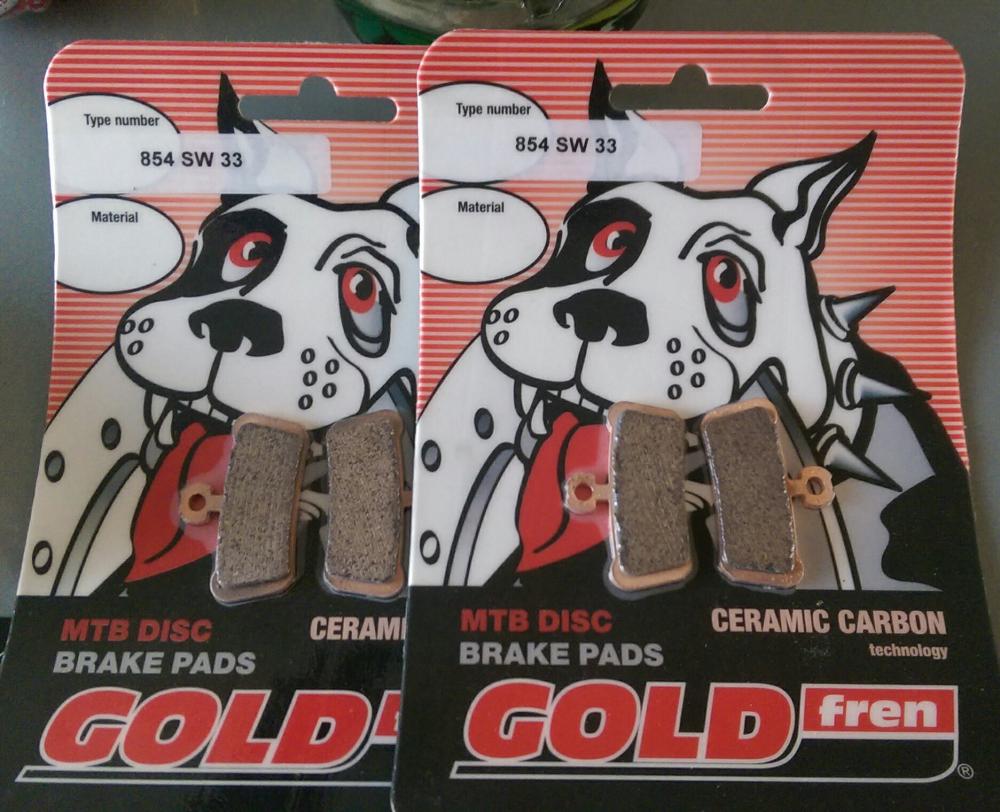 Type number
854 SW 33
Material
MTB DISC
BRAKE PADS
CERAMI
GOLD
Type number
854 SW 33
Material
MTB DISC
BRAKE PADS
CERAMIC CARBON
technology
GOLD fren
®